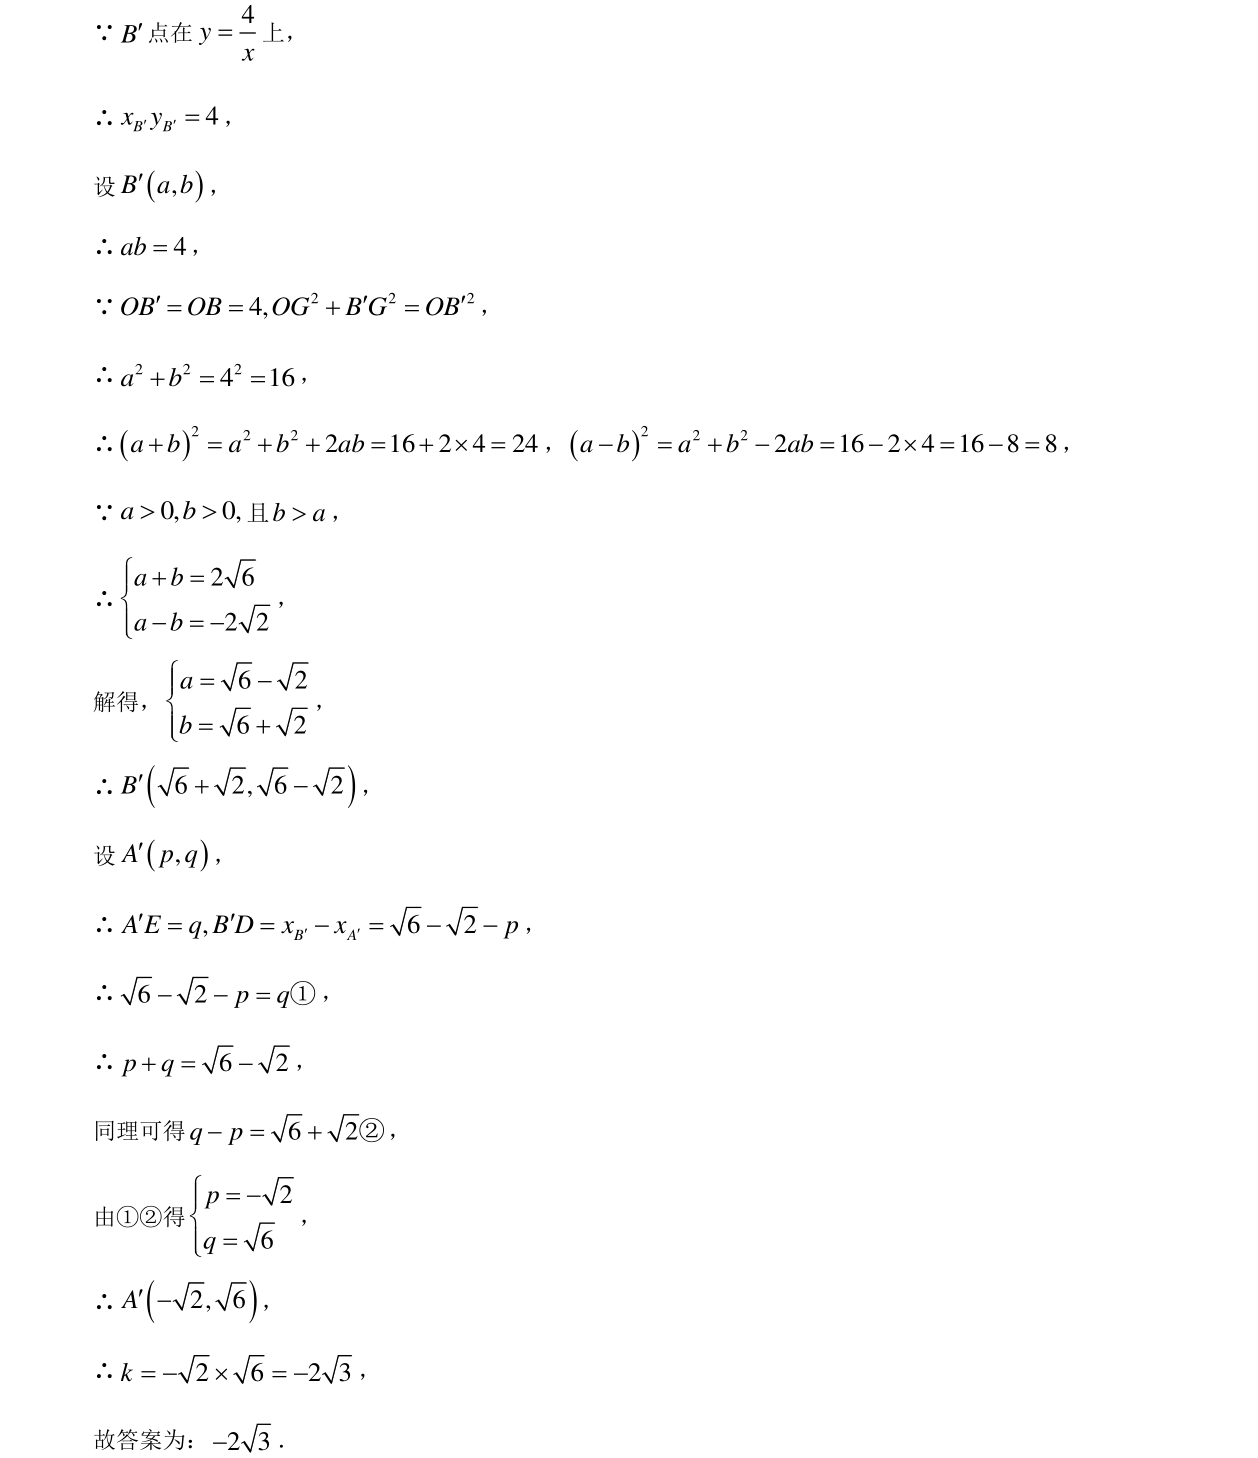 ∵ B′点在 y = 4/x 上，
∴ x_{B′}y_{B′} = 4，
设 B′(a,b)，
∴ ab = 4，
∵ OB′ = OB = 4, OG² + B′G² = OB′²，
∴ a² + b² = 4² = 16，
∴ (a+b)² = a² + b² + 2ab = 16 + 2×4 = 24，(a−b)² = a² + b² − 2ab = 16 − 2×4 = 16 − 8 = 8，
∵ a > 0, b > 0, 且 b > a，
∴ {a + b = 2√6
a − b = −2√2，
解得，{a = √6 − √2
b = √6 + √2，
∴ B′(√6 + √2, √6 − √2)，
设 A′(p,q)，
∴ A′E = q, B′D = x_{B′} − x_{A′} = √6 − √2 − p，
∴ √6 − √2 − p = q①，
∴ p + q = √6 − √2，
同理可得 q − p = √6 + √2②，
由①②得 {p = −√2
q = √6，
∴ A′(−√2, √6)，
∴ k = −√2 × √6 = −2√3，
故答案为：−2√3．